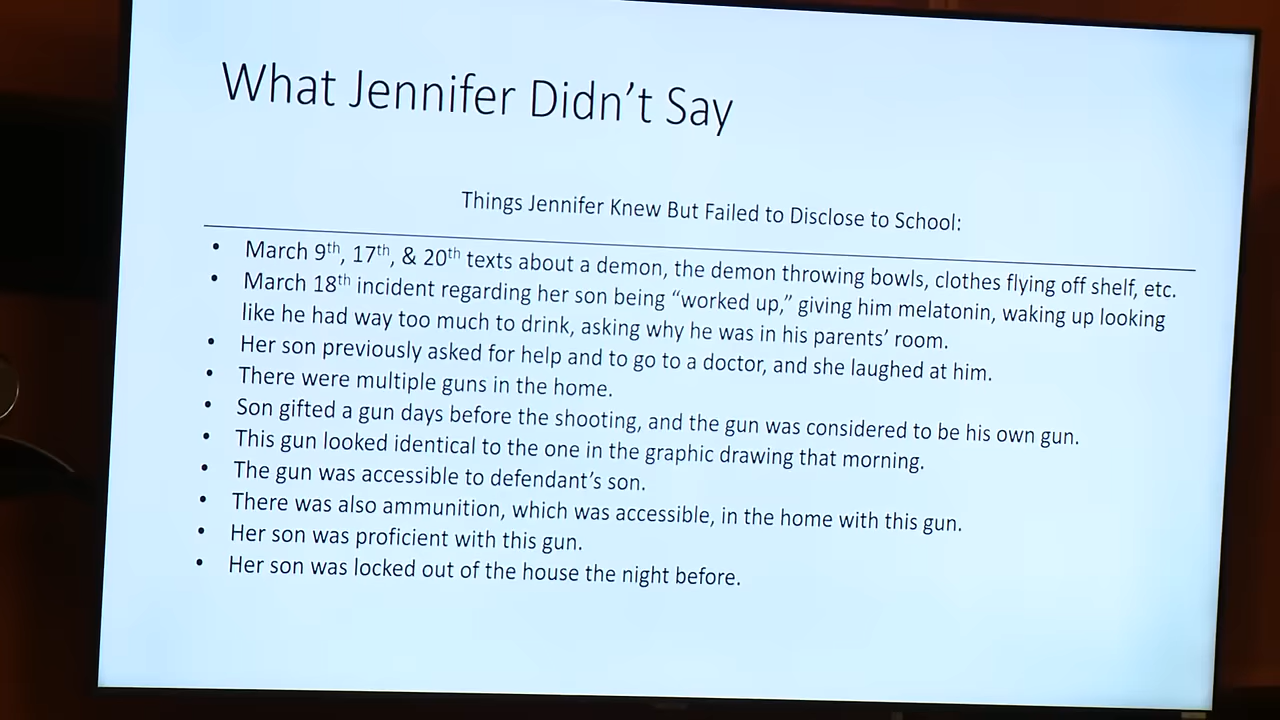 What Jennifer Didn't Say
Things Jennifer Knew But Failed to Disclose to School:
• March 9th, 17th, & 20th texts about a demon, the demon throwing bowls, clothes flying off shelf, etc.
• March 18th incident regarding her son being “worked up,” giving him melatonin, waking up looking
like he had way too much to drink, asking why he was in his parents’ room.
• Her son previously asked for help and to go to a doctor, and she laughed at him.
• There were multiple guns in the home.
• Son gifted a gun days before the shooting, and the gun was considered to be his own gun.
• This gun looked identical to the one in the graphic drawing that morning.
• The gun was accessible to defendant’s son.
• There was also ammunition, which was accessible, in the home with this gun.
• Her son was proficient with this gun.
• Her son was locked out of the house the night before.